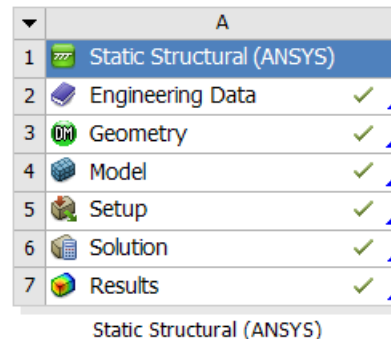 A
1 Static Structural (ANSYS)
2 Engineering Data
3 DM Geometry
4 Model
5 Setup
6 Solution
7 Results
Static Structural (ANSYS)